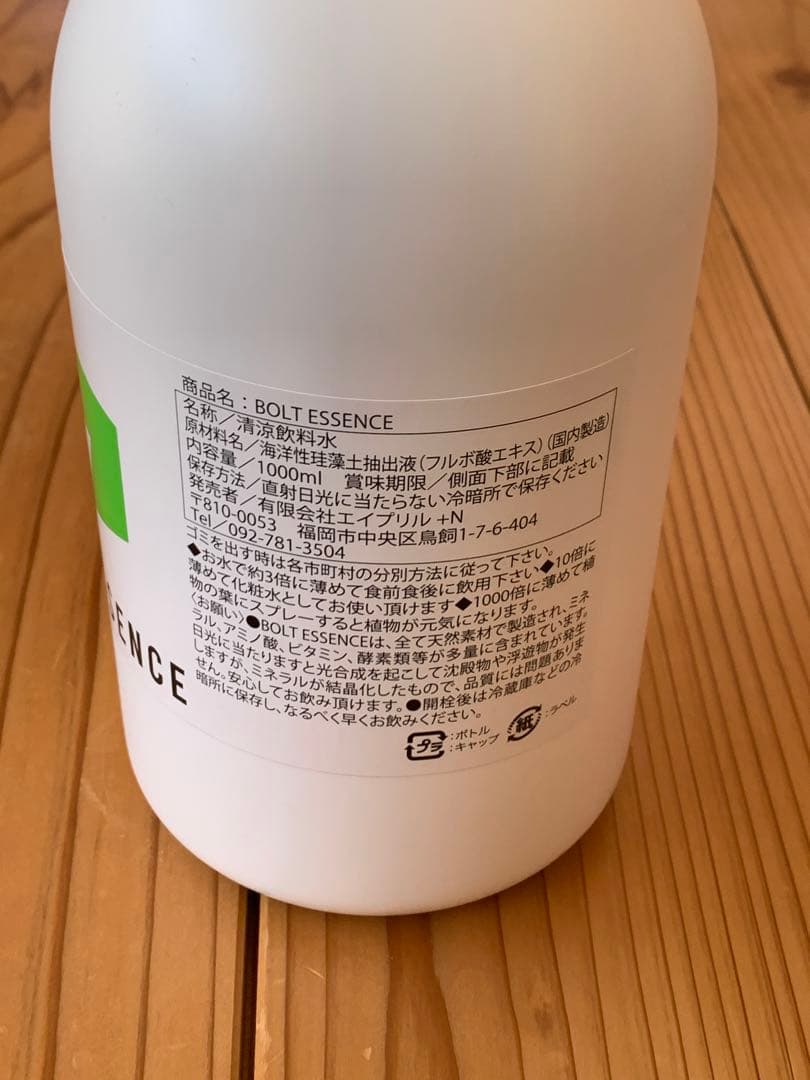 商品名：BOLT ESSENCE
名称／清涼飲料水
原材料名／海洋性珪藻土抽出液（フルボ酸エキス）（国内製造）
内容量／1000ml 賞味期限／側面下部に記載
保存方法／直射日光に当たらない冷暗所で保存ください
発売者／有限会社エイプリル +N
〒810-0053 福岡市中央区鳥飼1-7-6-404
Tel／092-781-3504
ゴミを出す時は各市町村の分別方法に従って下さい。
◆お水で約3倍に薄めて食前食後に飲用下さい◆10倍に
薄めて化粧水としてお使い頂けます◆1000倍に薄めて植
物の葉にスプレーすると植物が元気になります。
〈お願い〉●BOLT ESSENCEは、全て天然素材で製造され、ミネ
ラル、アミノ酸、ビタミン、酵素類等が多量に含まれています。
日光に当たりますと光合成を起こして沈殿物や浮遊物が発生
しますが、ミネラルが結晶化したもので、品質には問題ありま
せん。安心してお飲み頂けます。●開栓後は冷蔵庫などの冷
暗所に保存し、なるべく早くお飲みください。
プラ：ボトル
：キャップ
紙：ラベル
SENCE